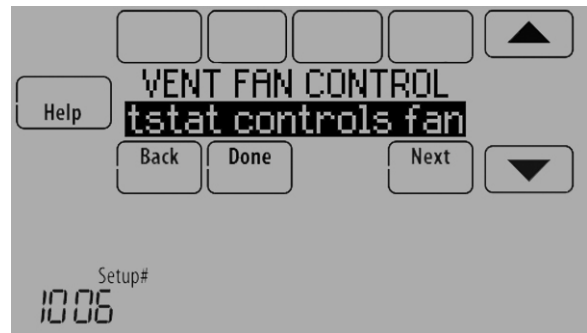 VENT FAN CONTROL
Help
tstat controls fan
Back Done Next
Setup#
1006